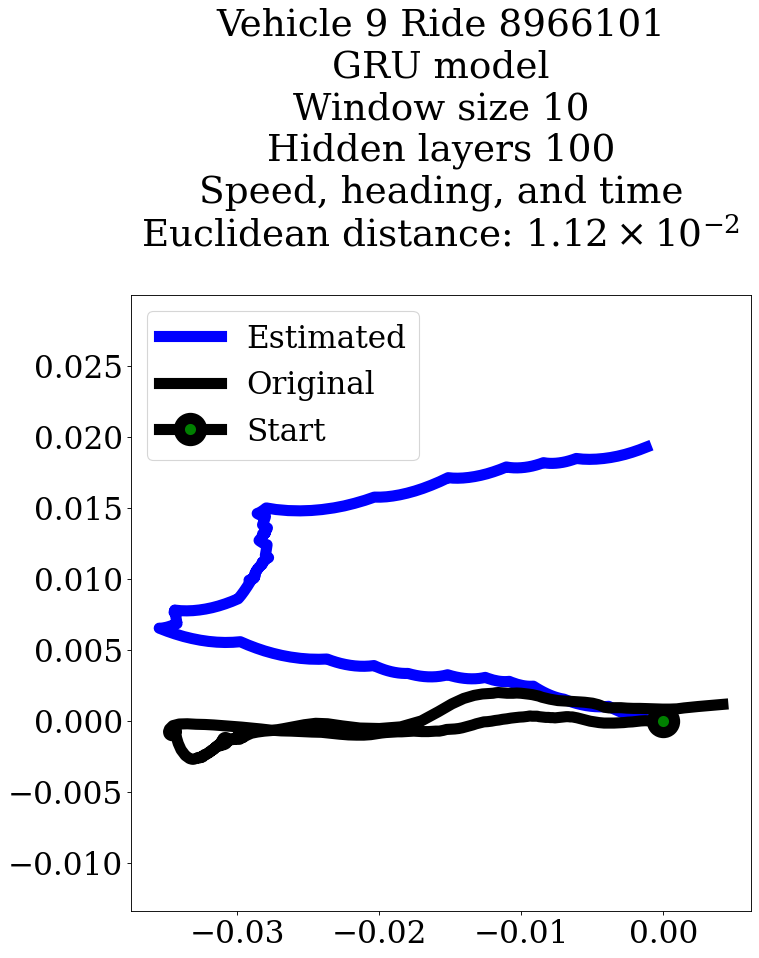 Vehicle 9 Ride 8966101
GRU model
Window size 10
Hidden layers 100
Speed, heading, and time
Euclidean distance: 1.12 × 10⁻²
Estimated
Original
Start
0.025
0.020
0.015
0.010
0.005
0.000
−0.005
−0.010
−0.03 −0.02 −0.01 0.00